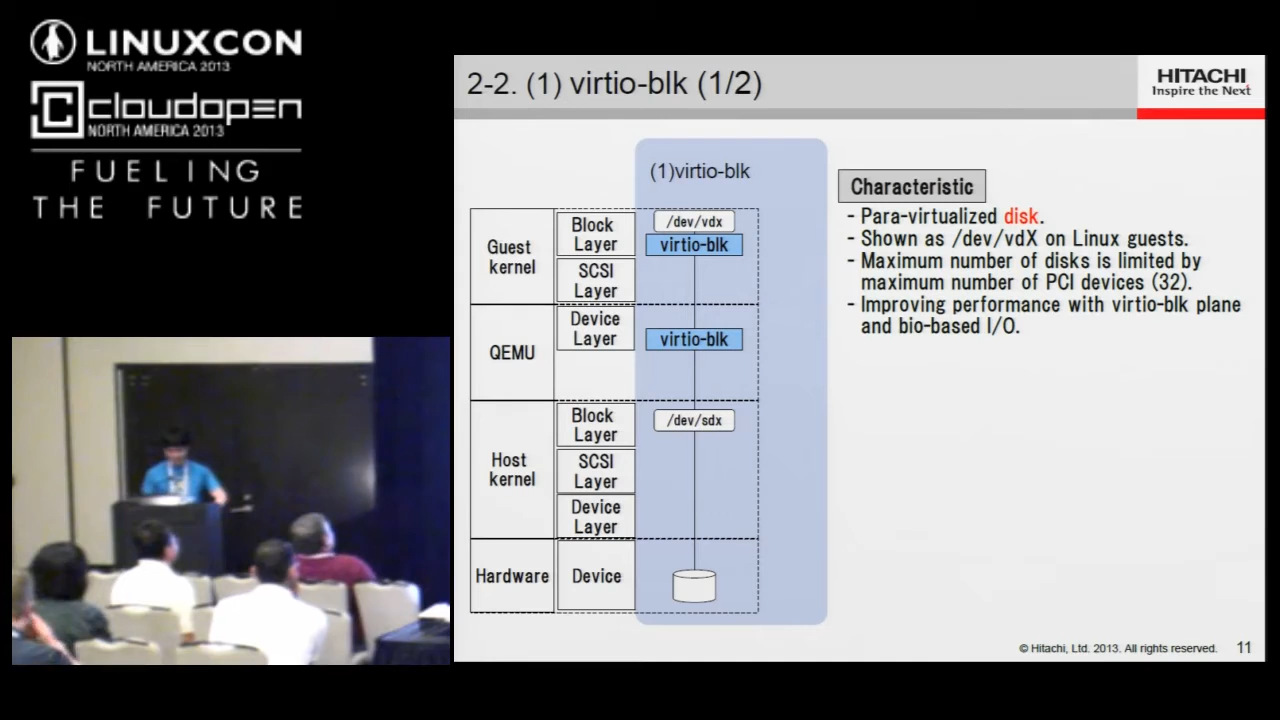 LINUXCON
NORTH AMERICA 2013
cloudopen
NORTH AMERICA 2013
FUELING
THE FUTURE
2-2. (1) virtio-blk (1/2)
HITACHI
Inspire the Next
(1)virtio-blk
Guest
kernel
Block
Layer
/dev/vdx
virtio-blk
SCSI
Layer
QEMU
Device
Layer
virtio-blk
Host
kernel
Block
Layer
/dev/sdx
SCSI
Layer
Device
Layer
Hardware
Device
Characteristic
- Para-virtualized disk.
- Shown as /dev/vdX on Linux guests.
- Maximum number of disks is limited by
maximum number of PCI devices (32).
- Improving performance with virtio-blk plane
and bio-based I/O.
© Hitachi, Ltd. 2013. All rights reserved.
11